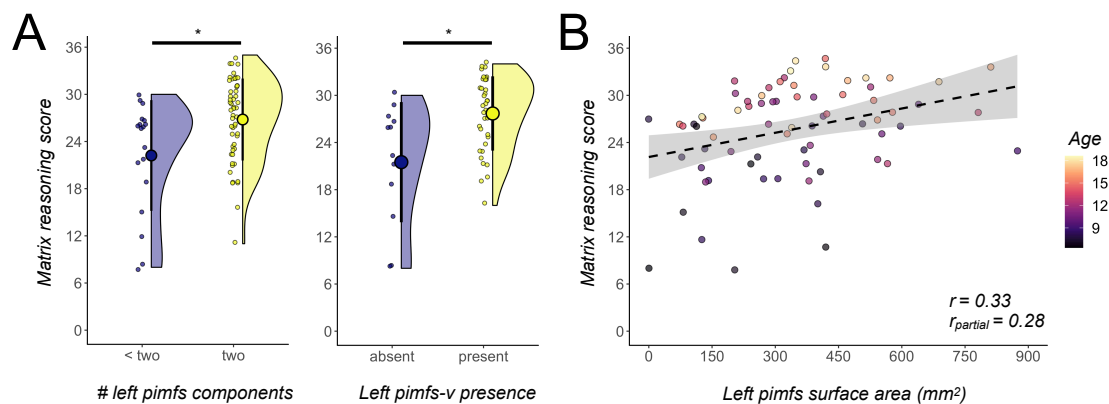 A
B
*
*
Matrix reasoning score
36
30
24
18
12
6
0
< two
two
# left pimfs components
36
30
24
18
12
6
0
absent
present
Left pimfs-v presence
Matrix reasoning score
36
30
24
18
12
6
0
0
150
300
450
600
750
900
Left pimfs surface area (mm²)
r = 0.33
rpartial = 0.28
Age
18
15
12
9